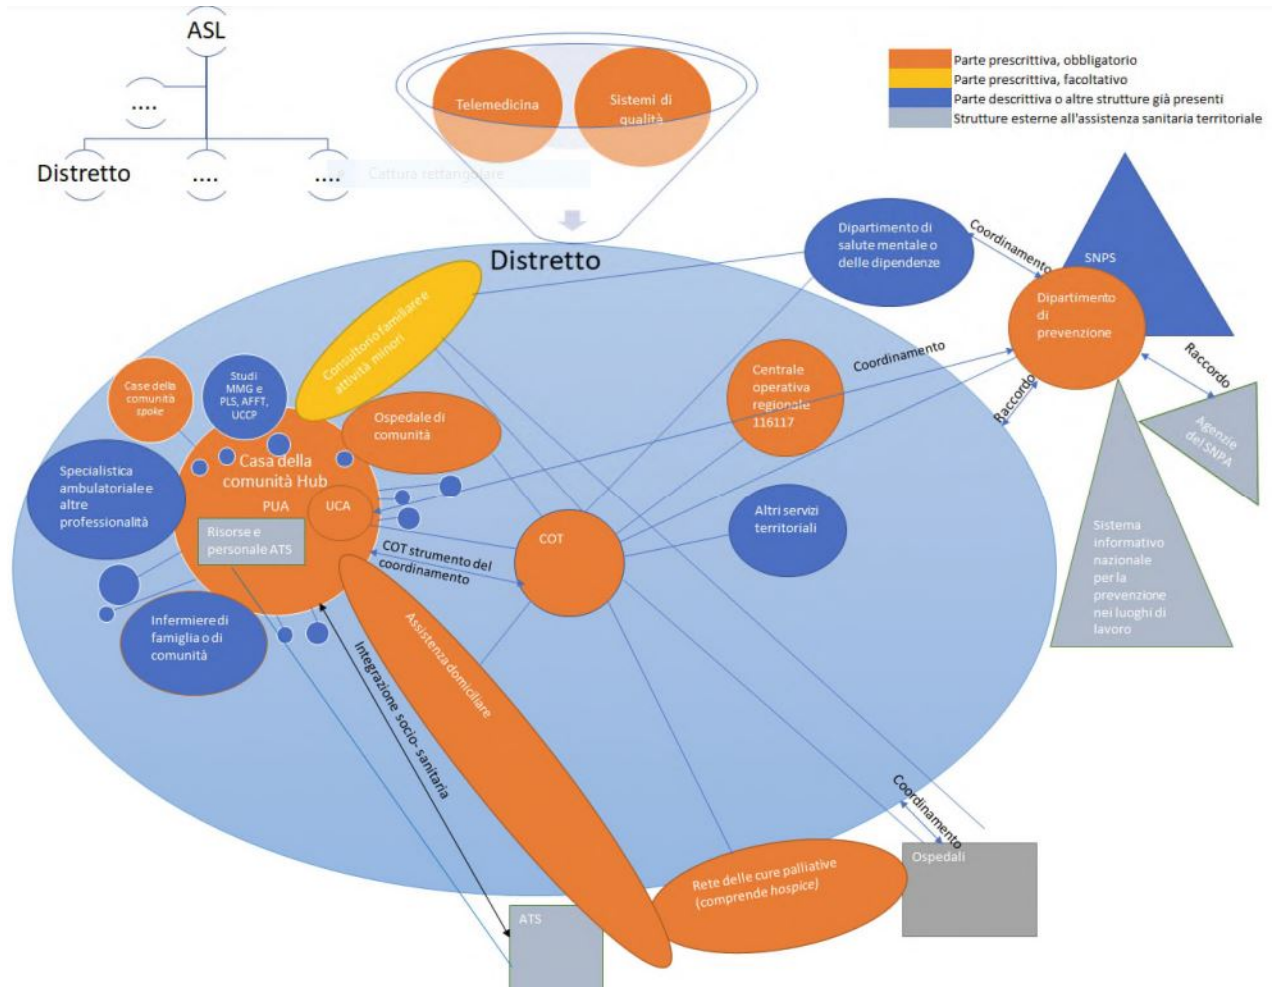 ASL
....
Distretto
....
....
Telemedicina
Sistemi di
qualità
Cattura rettangolare
Parte prescrittiva, obbligatorio
Parte prescrittiva, facoltativo
Parte descrittiva o altre strutture già presenti
Strutture esterne all'assistenza sanitaria territoriale
Distretto
Dipartimento di
salute mentale o
delle dipendenze
Coordinamento
SNPS
Dipartimento
di
prevenzione
Raccordo
Agenzie
del SNPA
Raccordo
Coordinamento
Sistema
informativo
nazionale
per la
prevenzione
nei luoghi di
lavoro
Consultorio familiare e
attività minori
Case della
comunità
spoke
Studi
MMG e
PLS, AFFT,
UCCP
Ospedale di
comunità
Centrale
operativa
regionale
116117
Specialistica
ambulatoriale e
altre
professionalità
Casa della
comunità Hub
PUA
UCA
Risorse e
personale ATS
COT strumento del
coordinamento
COT
Altri servizi
territoriali
Infermiere di
famiglia o di
comunità
Assistenza domiciliare
Integrazione socio- sanitaria
Coordinamento
Ospedali
Rete delle cure palliative
(comprende hospice)
ATS